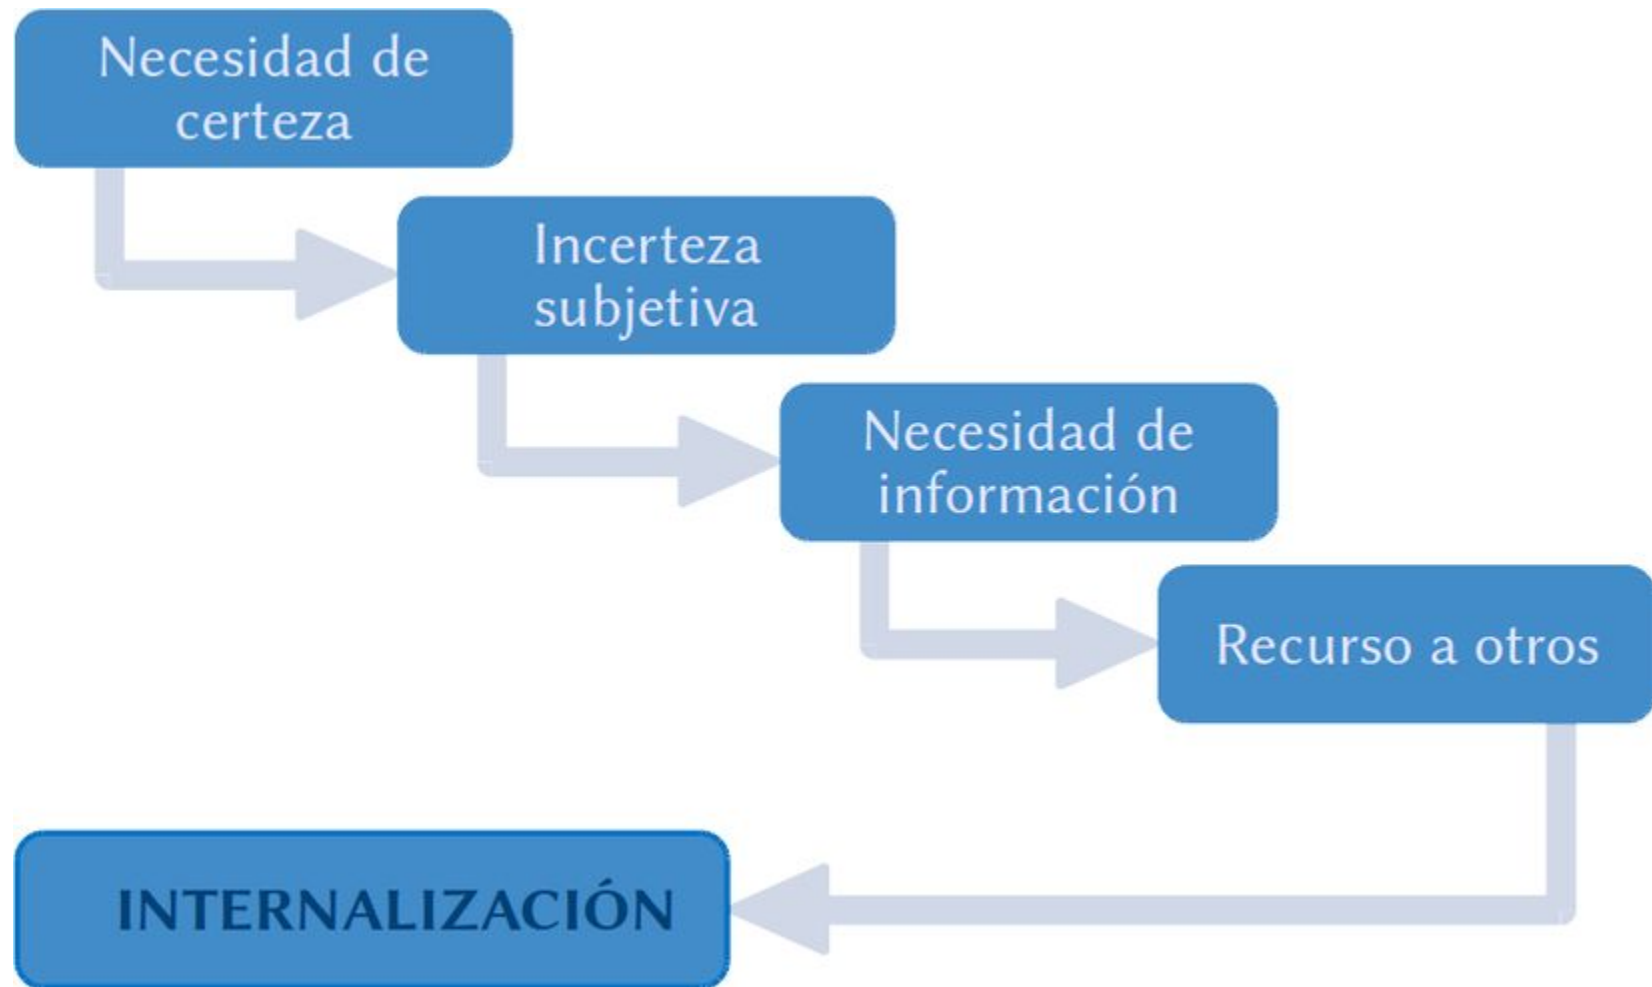 Necesidad de
certeza
Incerteza
subjetiva
Necesidad de
información
Recurso a otros
INTERNALIZACIÓN